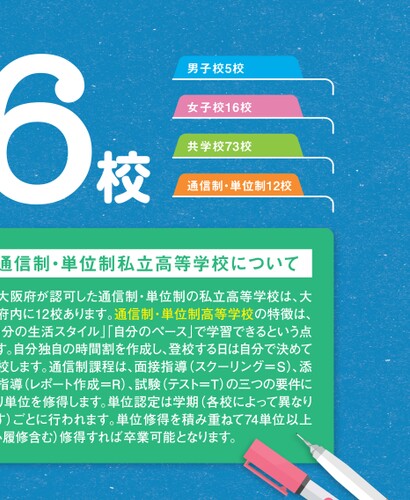 6校
男子校5校
女子校16校
共学校73校
通信制・単位制12校
通信制・単位制私立高等学校について
大阪府が認可した通信制・単位制の私立高等学校は、大
府内に12校あります。通信制・単位制高等学校の特徴は、
分の生活スタイル」「自分のペース」で学習できるという点
す。自分独自の時間割を作成し、登校する日は自分で決めて
校します。通信制課程は、面接指導（スクーリング＝S）、添
指導（レポート作成＝R）、試験（テスト＝T）の三つの要件に
り単位を修得します。単位認定は学期（各校によって異なり
す）ごとに行われます。単位修得を積み重ねて74単位以上
履修含む）修得すれば卒業可能となります。